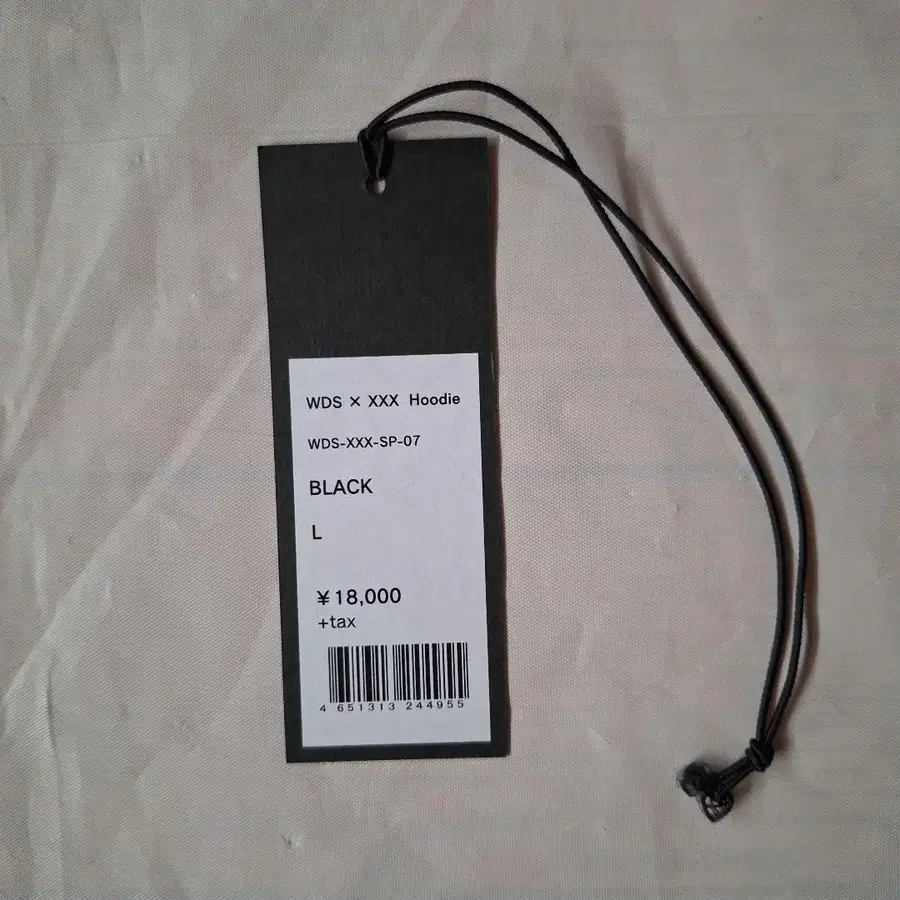 WDS × XXX Hoodie
WDS-XXX-SP-07
BLACK
L
¥18,000
+tax
4 651313 244955